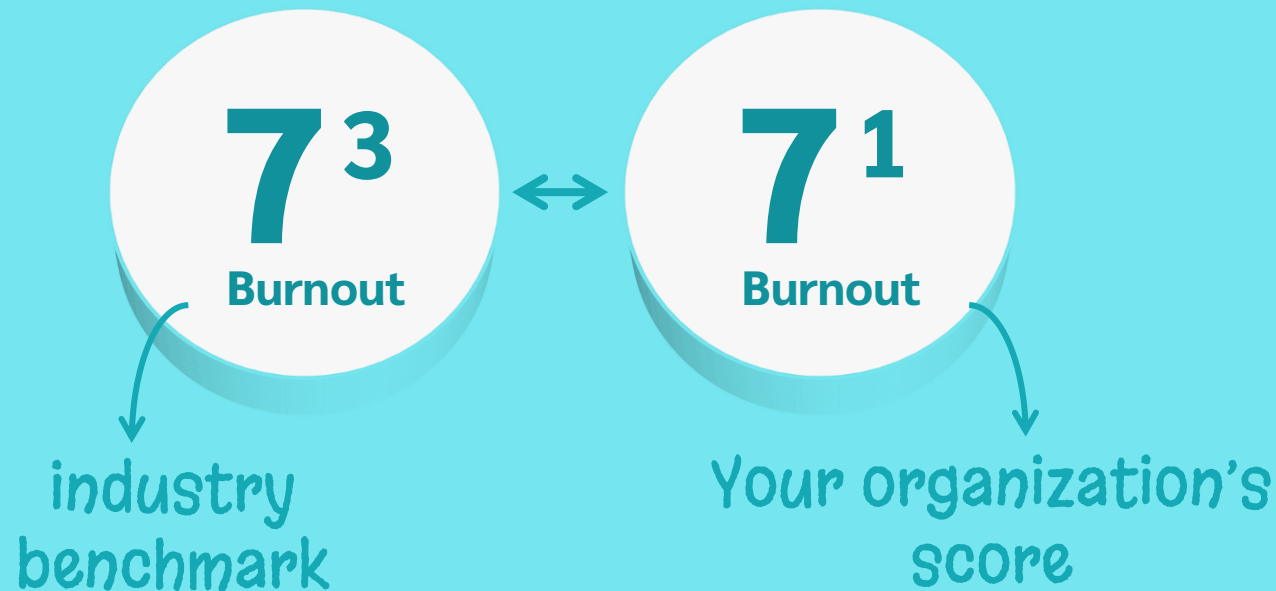 7³
Burnout
7¹
Burnout
industry
benchmark
Your organization's
score